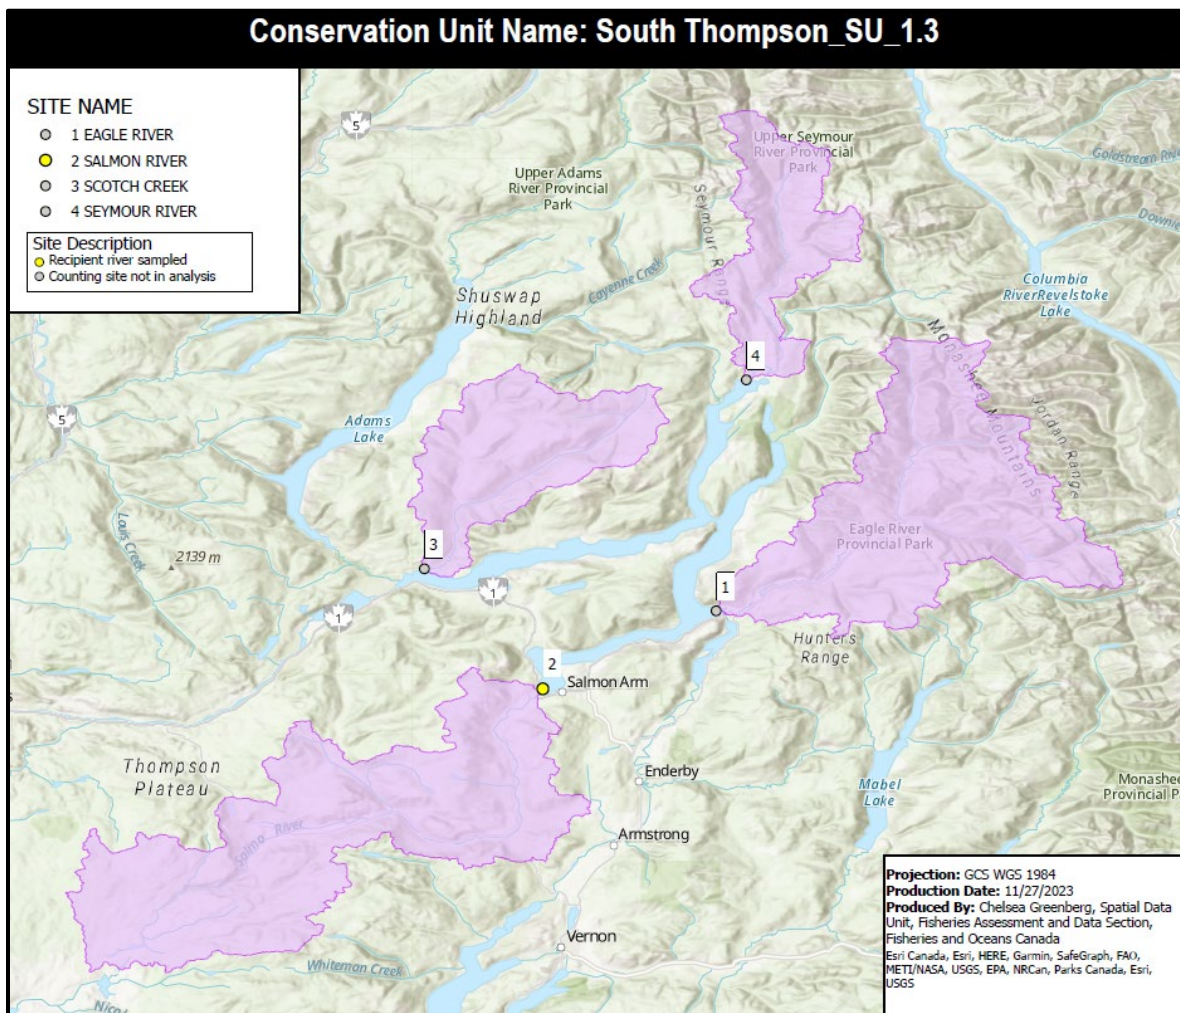 Conservation Unit Name: South Thompson_SU_1.3
SITE NAME
1 EAGLE RIVER
2 SALMON RIVER
3 SCOTCH CREEK
4 SEYMOUR RIVER
Site Description
Recipient river sampled
Counting site not in analysis
5
Upper Seymour
River Provincial
Park
Goldstream River
Upper Adams
River Provincial
Park
Seymour Range
Downie
Cayenne Creek
Columbia
RiverRevelstoke
Lake
Shuswap
Highland
Monashee Mountains
4
Jordan Range
5
Adams
Lake
Louis Creek
Eagle River
Provincial Park
3
2139 m
1
1
1
Hunters
Range
2
Salmon Arm
Thompson
Plateau
Enderby
Mabel
Lake
Monashee
Provincial P
Salmo River
Armstrong
Vernon
Whiteman Creek
Projection: GCS WGS 1984
Production Date: 11/27/2023
Produced By: Chelsea Greenberg, Spatial Data
Unit, Fisheries Assessment and Data Section,
Fisheries and Oceans Canada
Esri Canada, Esri, HERE, Garmin, SafeGraph, FAO,
METI/NASA, USGS, EPA, NRCan, Parks Canada, Esri,
USGS